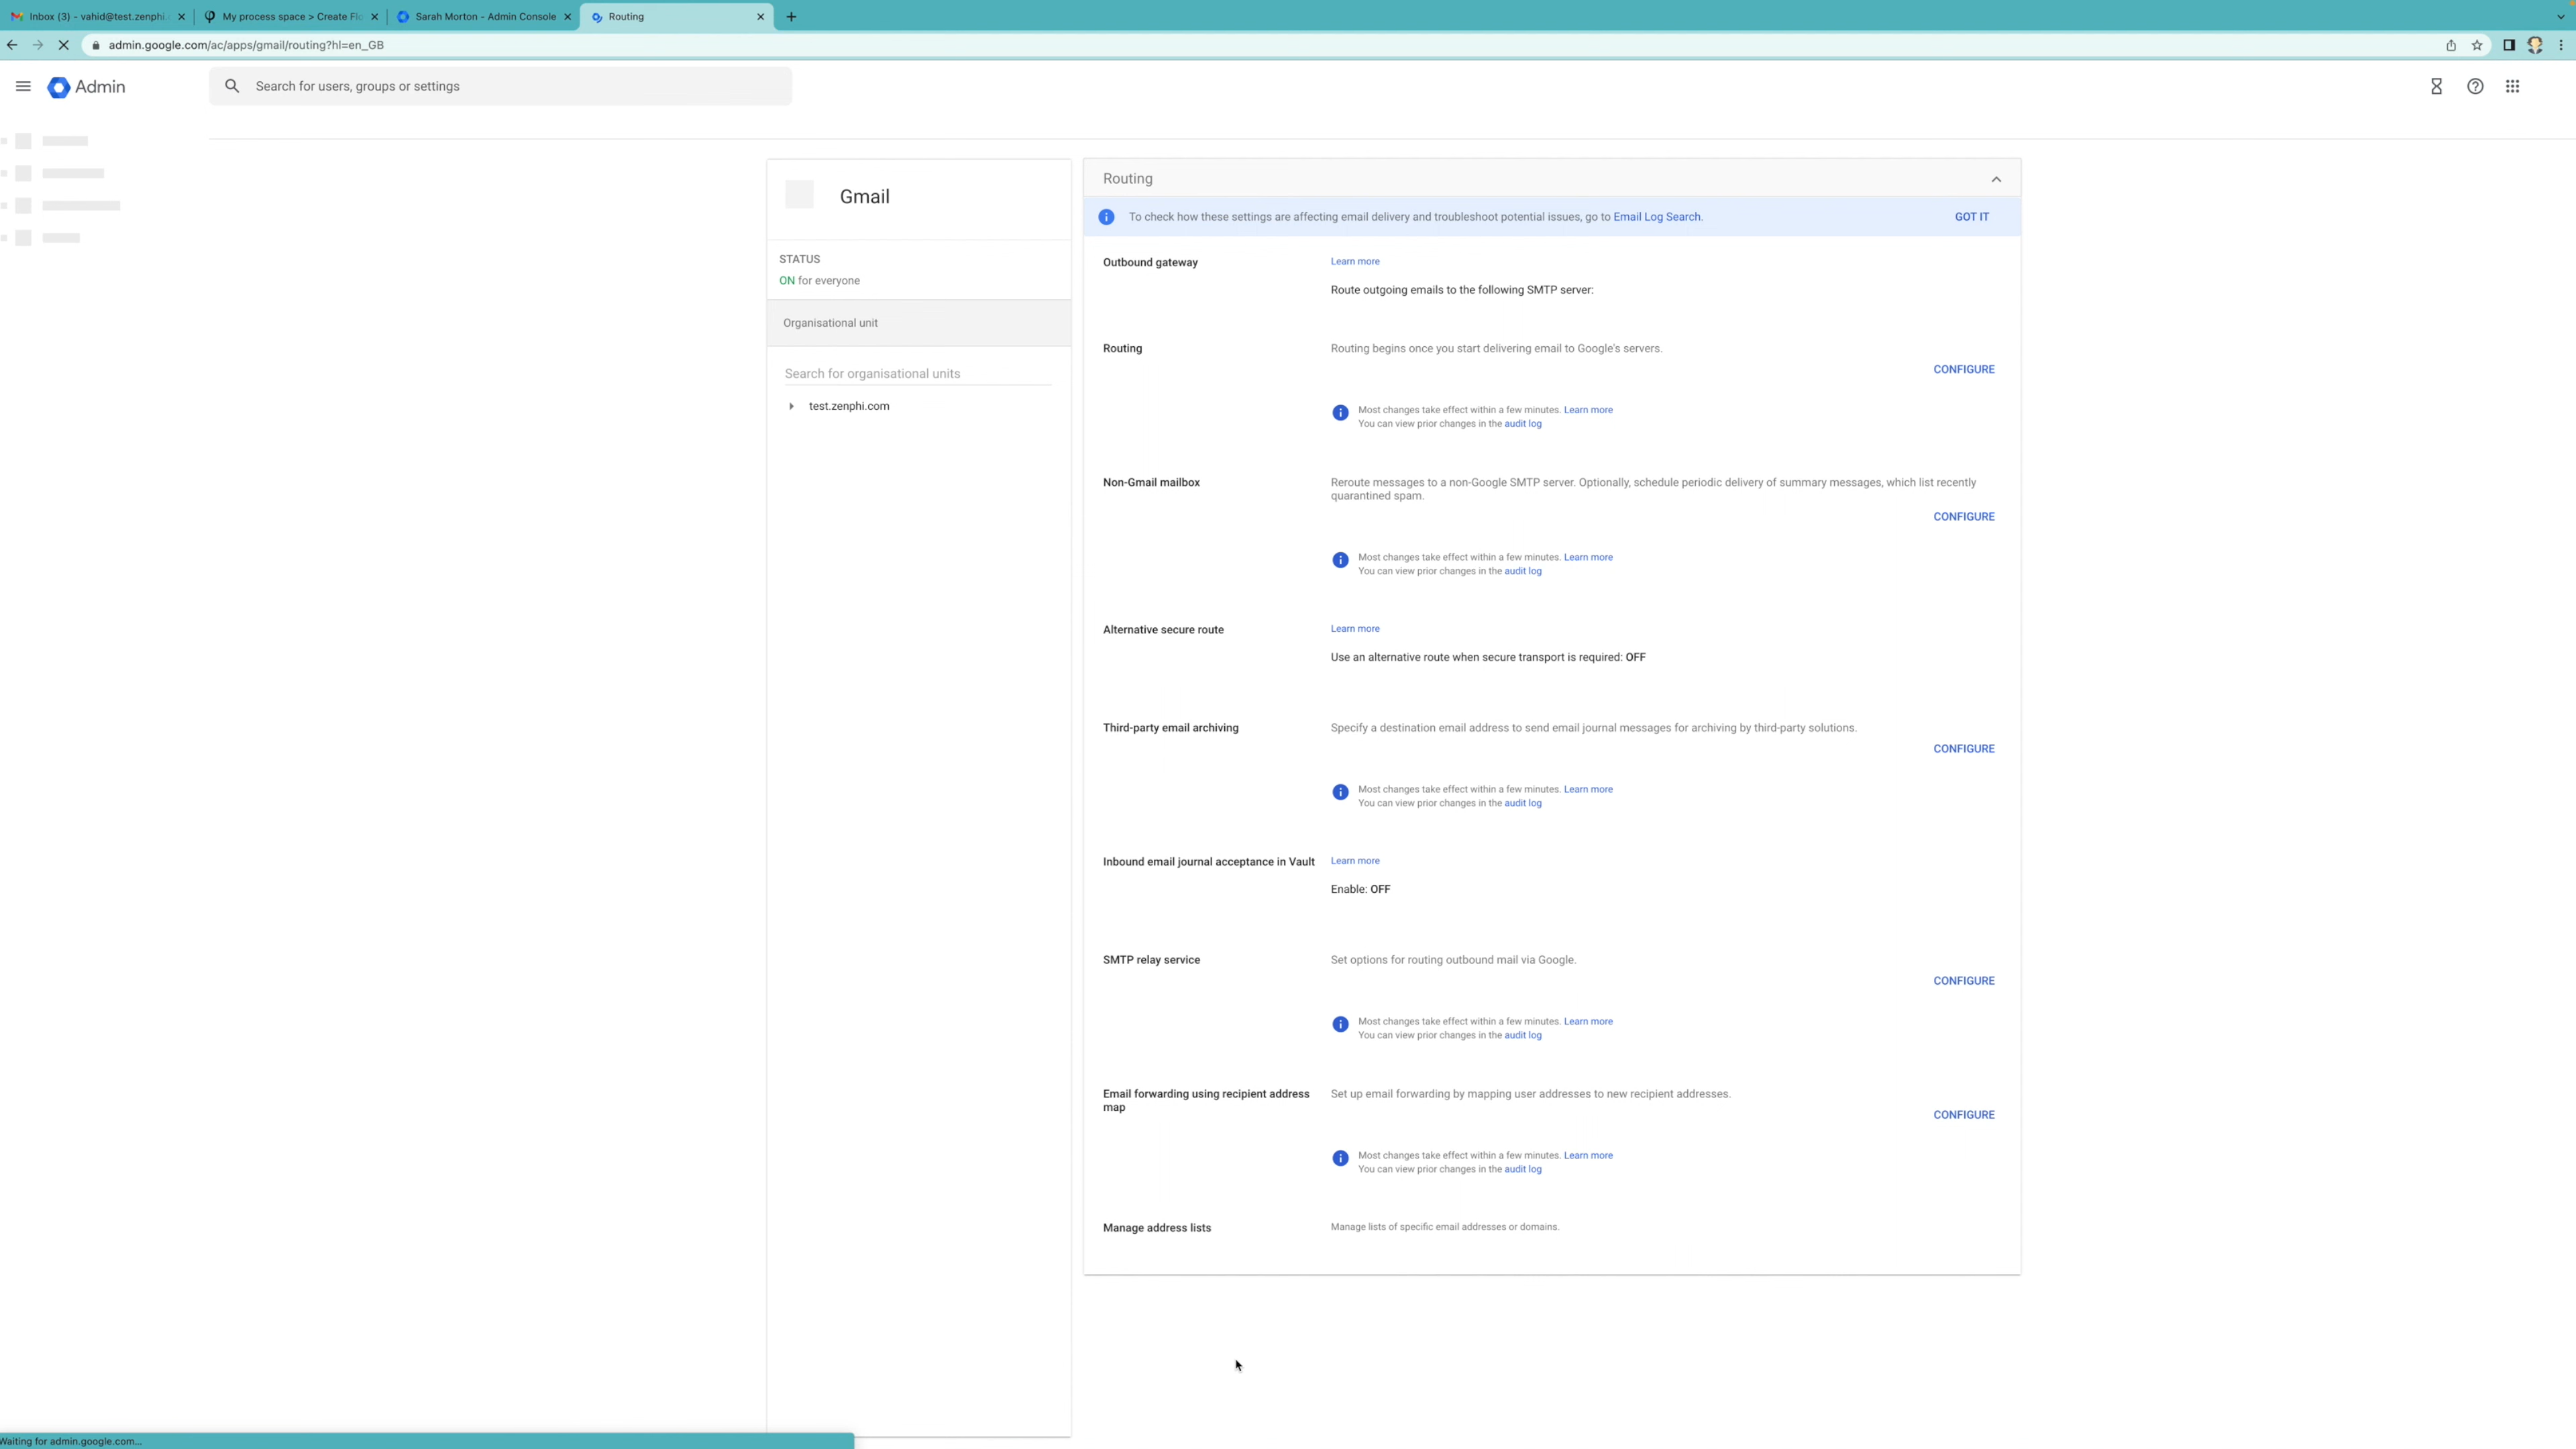 Inbox (3) - vahid@test.zenphi.
My process space > Create Flo
Sarah Morton - Admin Console
Routing
admin.google.com/ac/apps/gmail/routing?hl=en_GB
Admin
Search for users, groups or settings
Gmail
STATUS
ON for everyone
Organisational unit
Search for organisational units
test.zenphi.com
Routing
To check how these settings are affecting email delivery and troubleshoot potential issues, go to Email Log Search.
GOT IT
Outbound gateway
Learn more
Route outgoing emails to the following SMTP server:
Routing
Routing begins once you start delivering email to Google's servers.
CONFIGURE
Most changes take effect within a few minutes. Learn more
You can view prior changes in the audit log
Non-Gmail mailbox
Reroute messages to a non-Google SMTP server. Optionally, schedule periodic delivery of summary messages, which list recently
quarantined spam.
CONFIGURE
Most changes take effect within a few minutes. Learn more
You can view prior changes in the audit log
Alternative secure route
Learn more
Use an alternative route when secure transport is required: OFF
Third-party email archiving
Specify a destination email address to send email journal messages for archiving by third-party solutions.
CONFIGURE
Most changes take effect within a few minutes. Learn more
You can view prior changes in the audit log
Inbound email journal acceptance in Vault
Learn more
Enable: OFF
SMTP relay service
Set options for routing outbound mail via Google.
CONFIGURE
Most changes take effect within a few minutes. Learn more
You can view prior changes in the audit log
Email forwarding using recipient address
map
Set up email forwarding by mapping user addresses to new recipient addresses.
CONFIGURE
Most changes take effect within a few minutes. Learn more
You can view prior changes in the audit log
Manage address lists
Manage lists of specific email addresses or domains.
Waiting for admin.google.com...